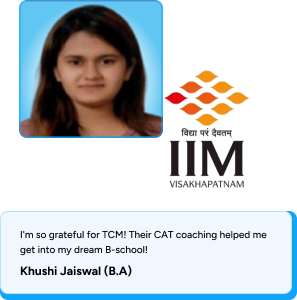 विद्या परं दैवतम्
IIM
VISAKHAPATNAM
I'm so grateful for TCM! Their CAT coaching helped me
get into my dream B-school!
Khushi Jaiswal (B.A)